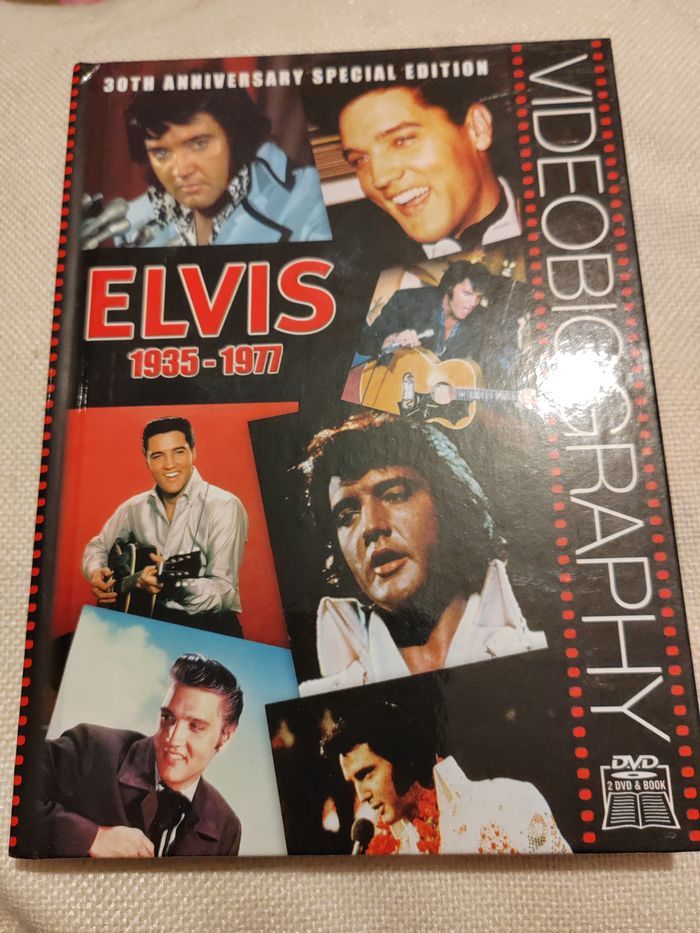 30TH ANNIVERSARY SPECIAL EDITION
ELVIS
1935-1977
VIDEOBIOGRAPHY
DVD
2 DVD & BOOK